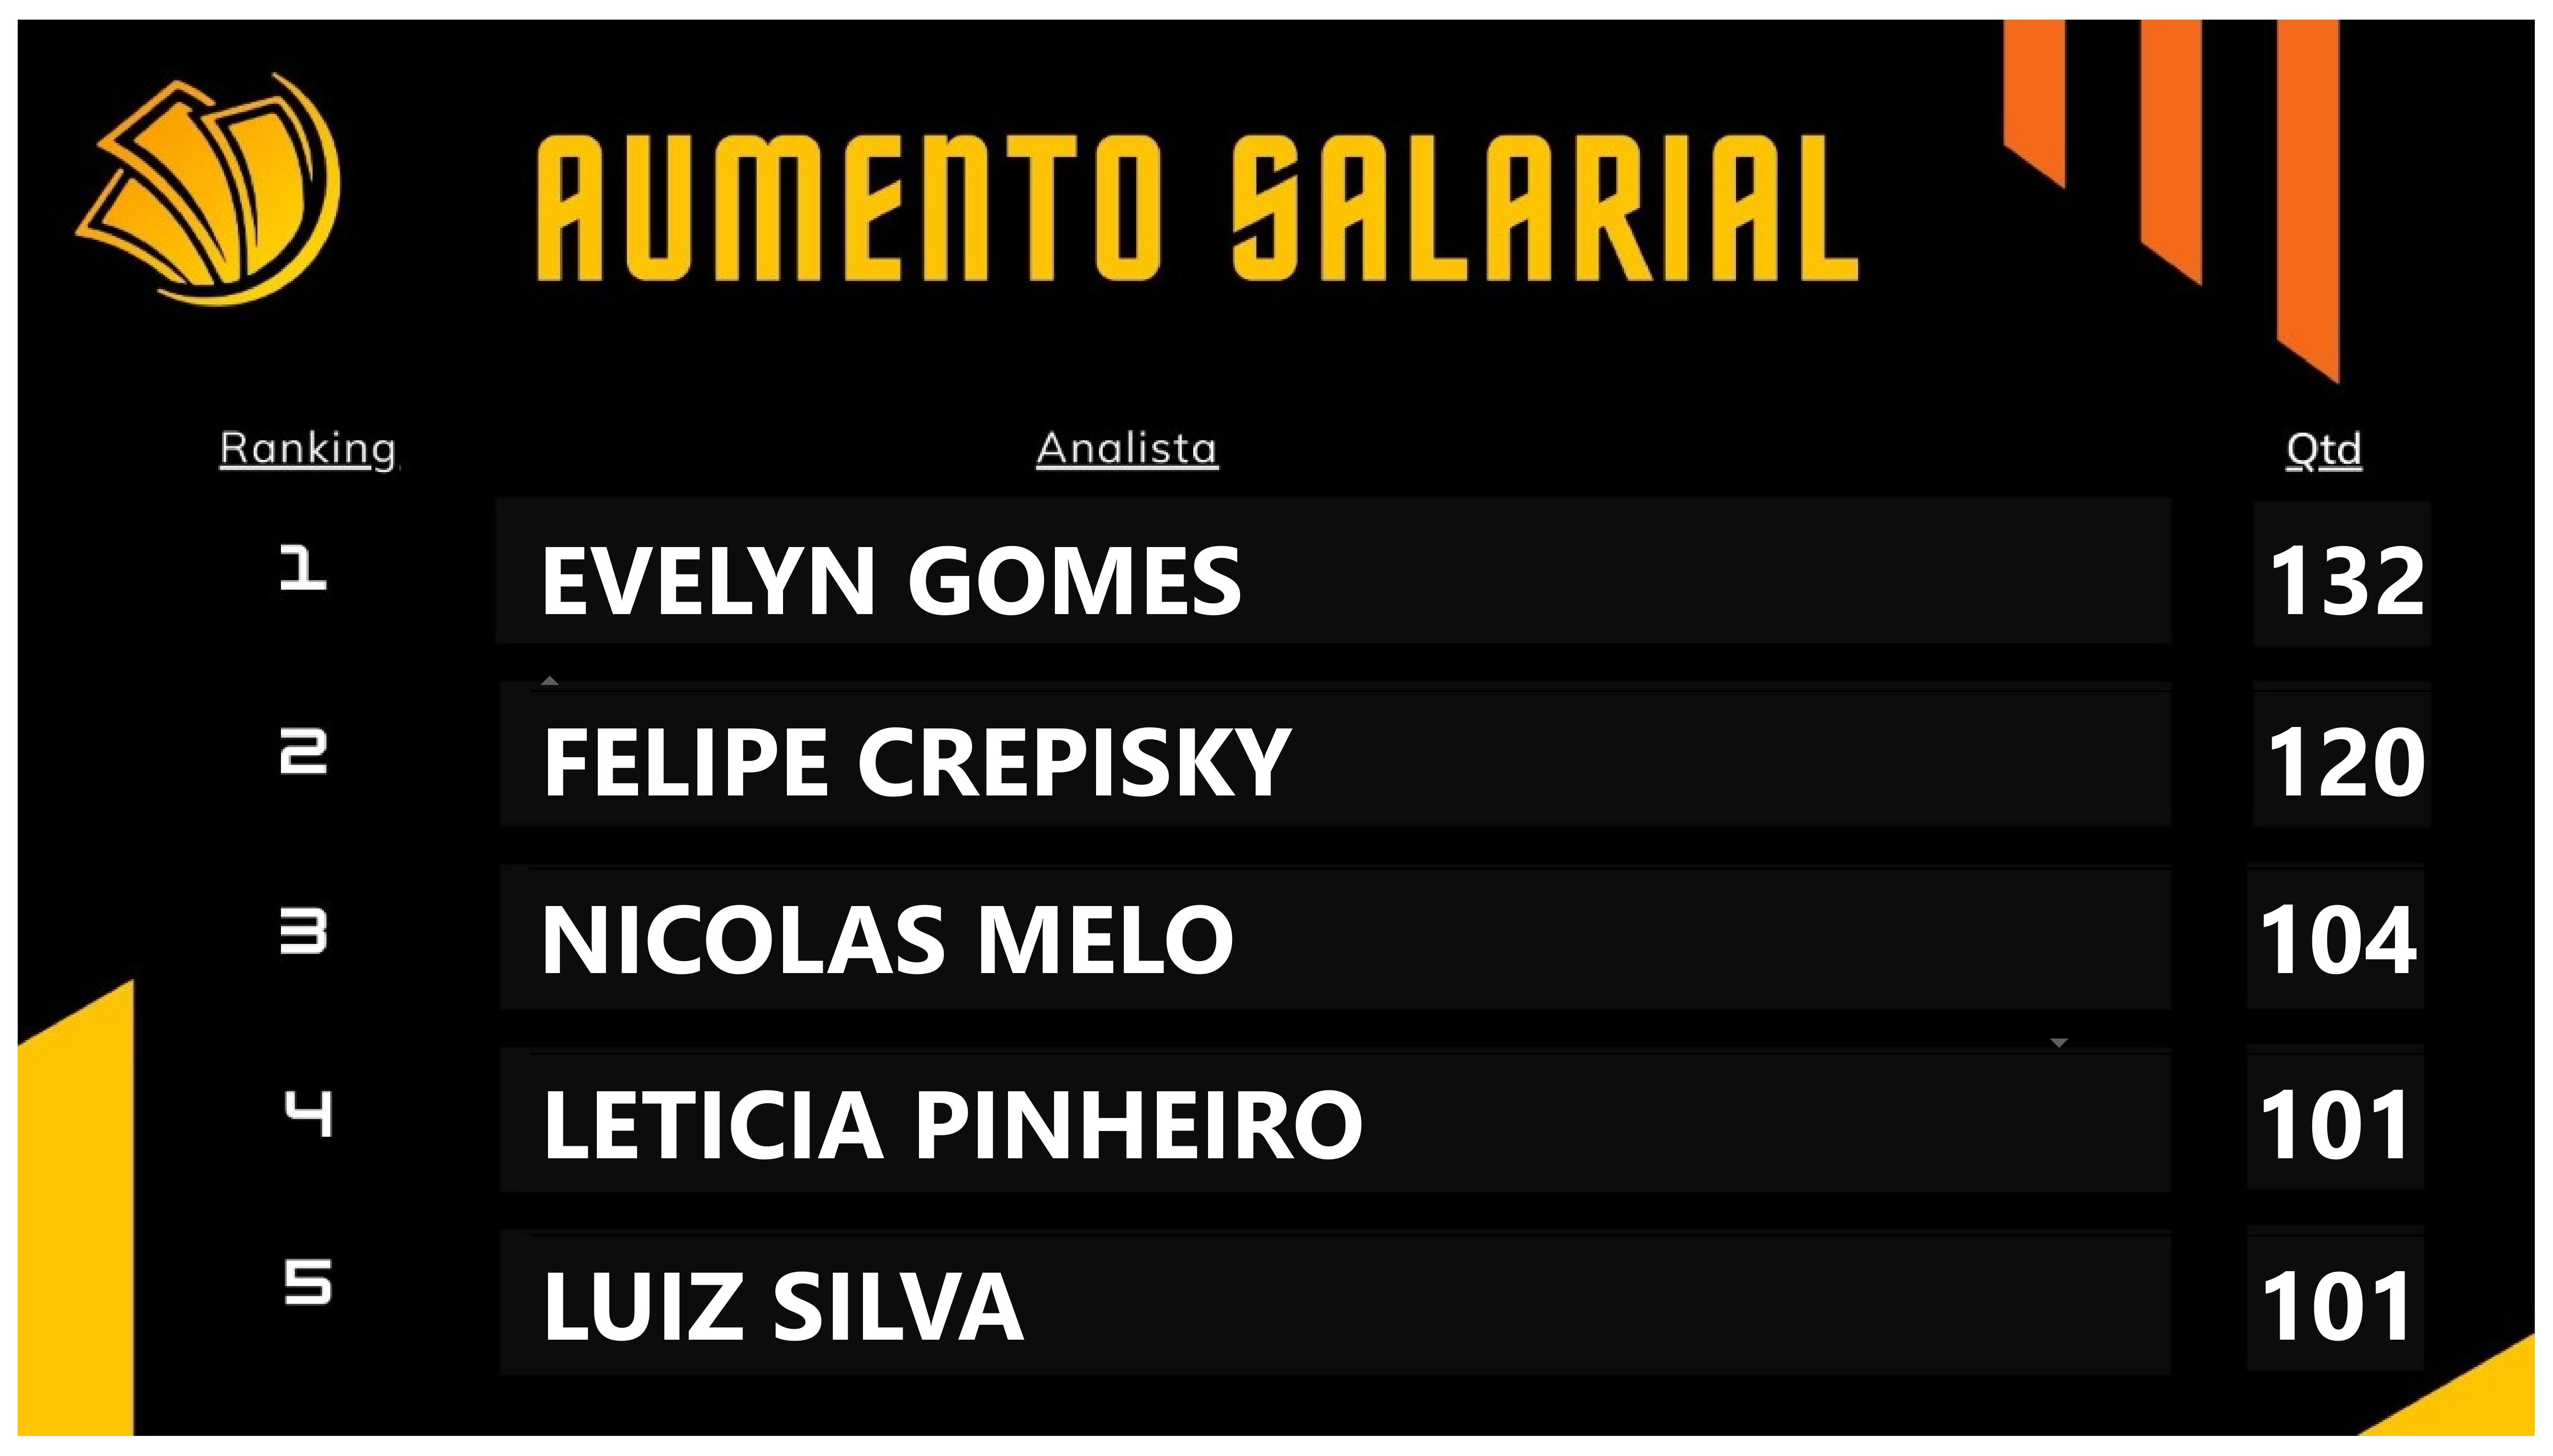 AUMENTO SALARIAL
Ranking Analista Qtd
1 EVELYN GOMES 132
2 FELIPE CREPISKY 120
3 NICOLAS MELO 104
4 LETICIA PINHEIRO 101
5 LUIZ SILVA 101